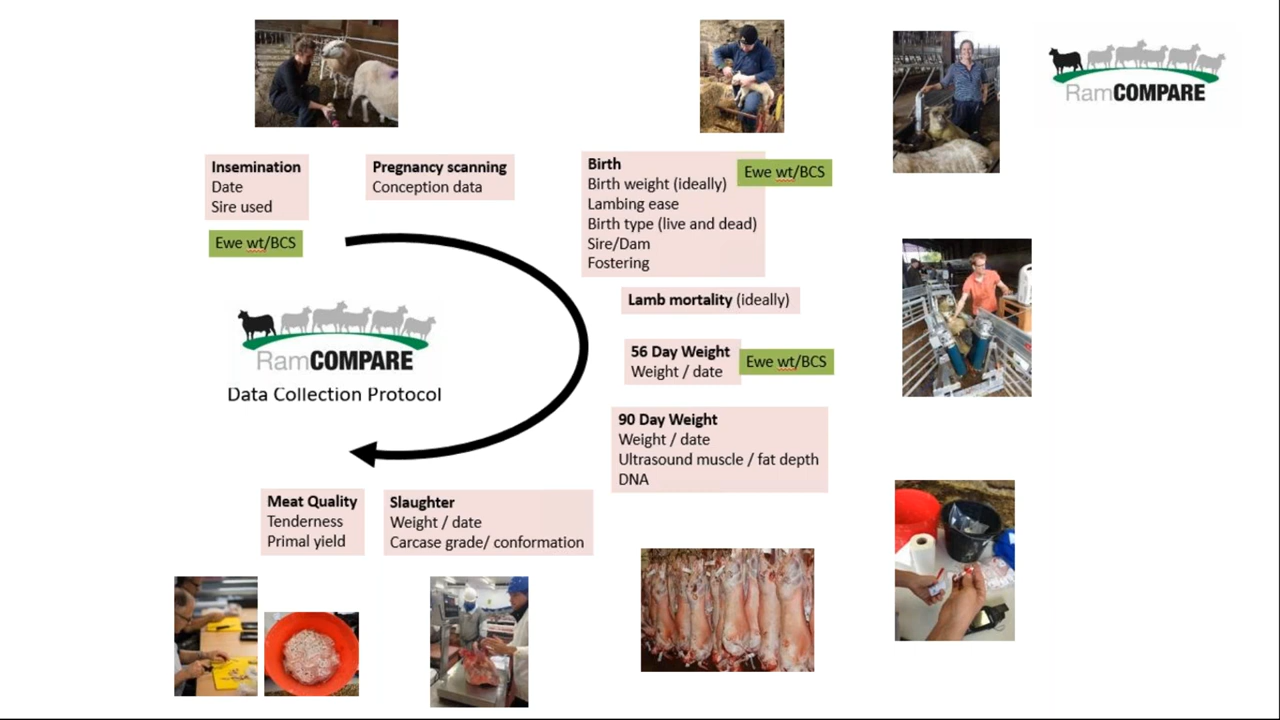 RamCOMPARE
Insemination
Date
Sire used
Ewe wt/BCS
Pregnancy scanning
Conception data
Birth
Birth weight (ideally)
Lambing ease
Birth type (live and dead)
Sire/Dam
Fostering
Ewe wt/BCS
Lamb mortality (ideally)
56 Day Weight
Weight / date
Ewe wt/BCS
90 Day Weight
Weight / date
Ultrasound muscle / fat depth
DNA
Slaughter
Weight / date
Carcase grade/ conformation
Meat Quality
Tenderness
Primal yield
RamCOMPARE
Data Collection Protocol